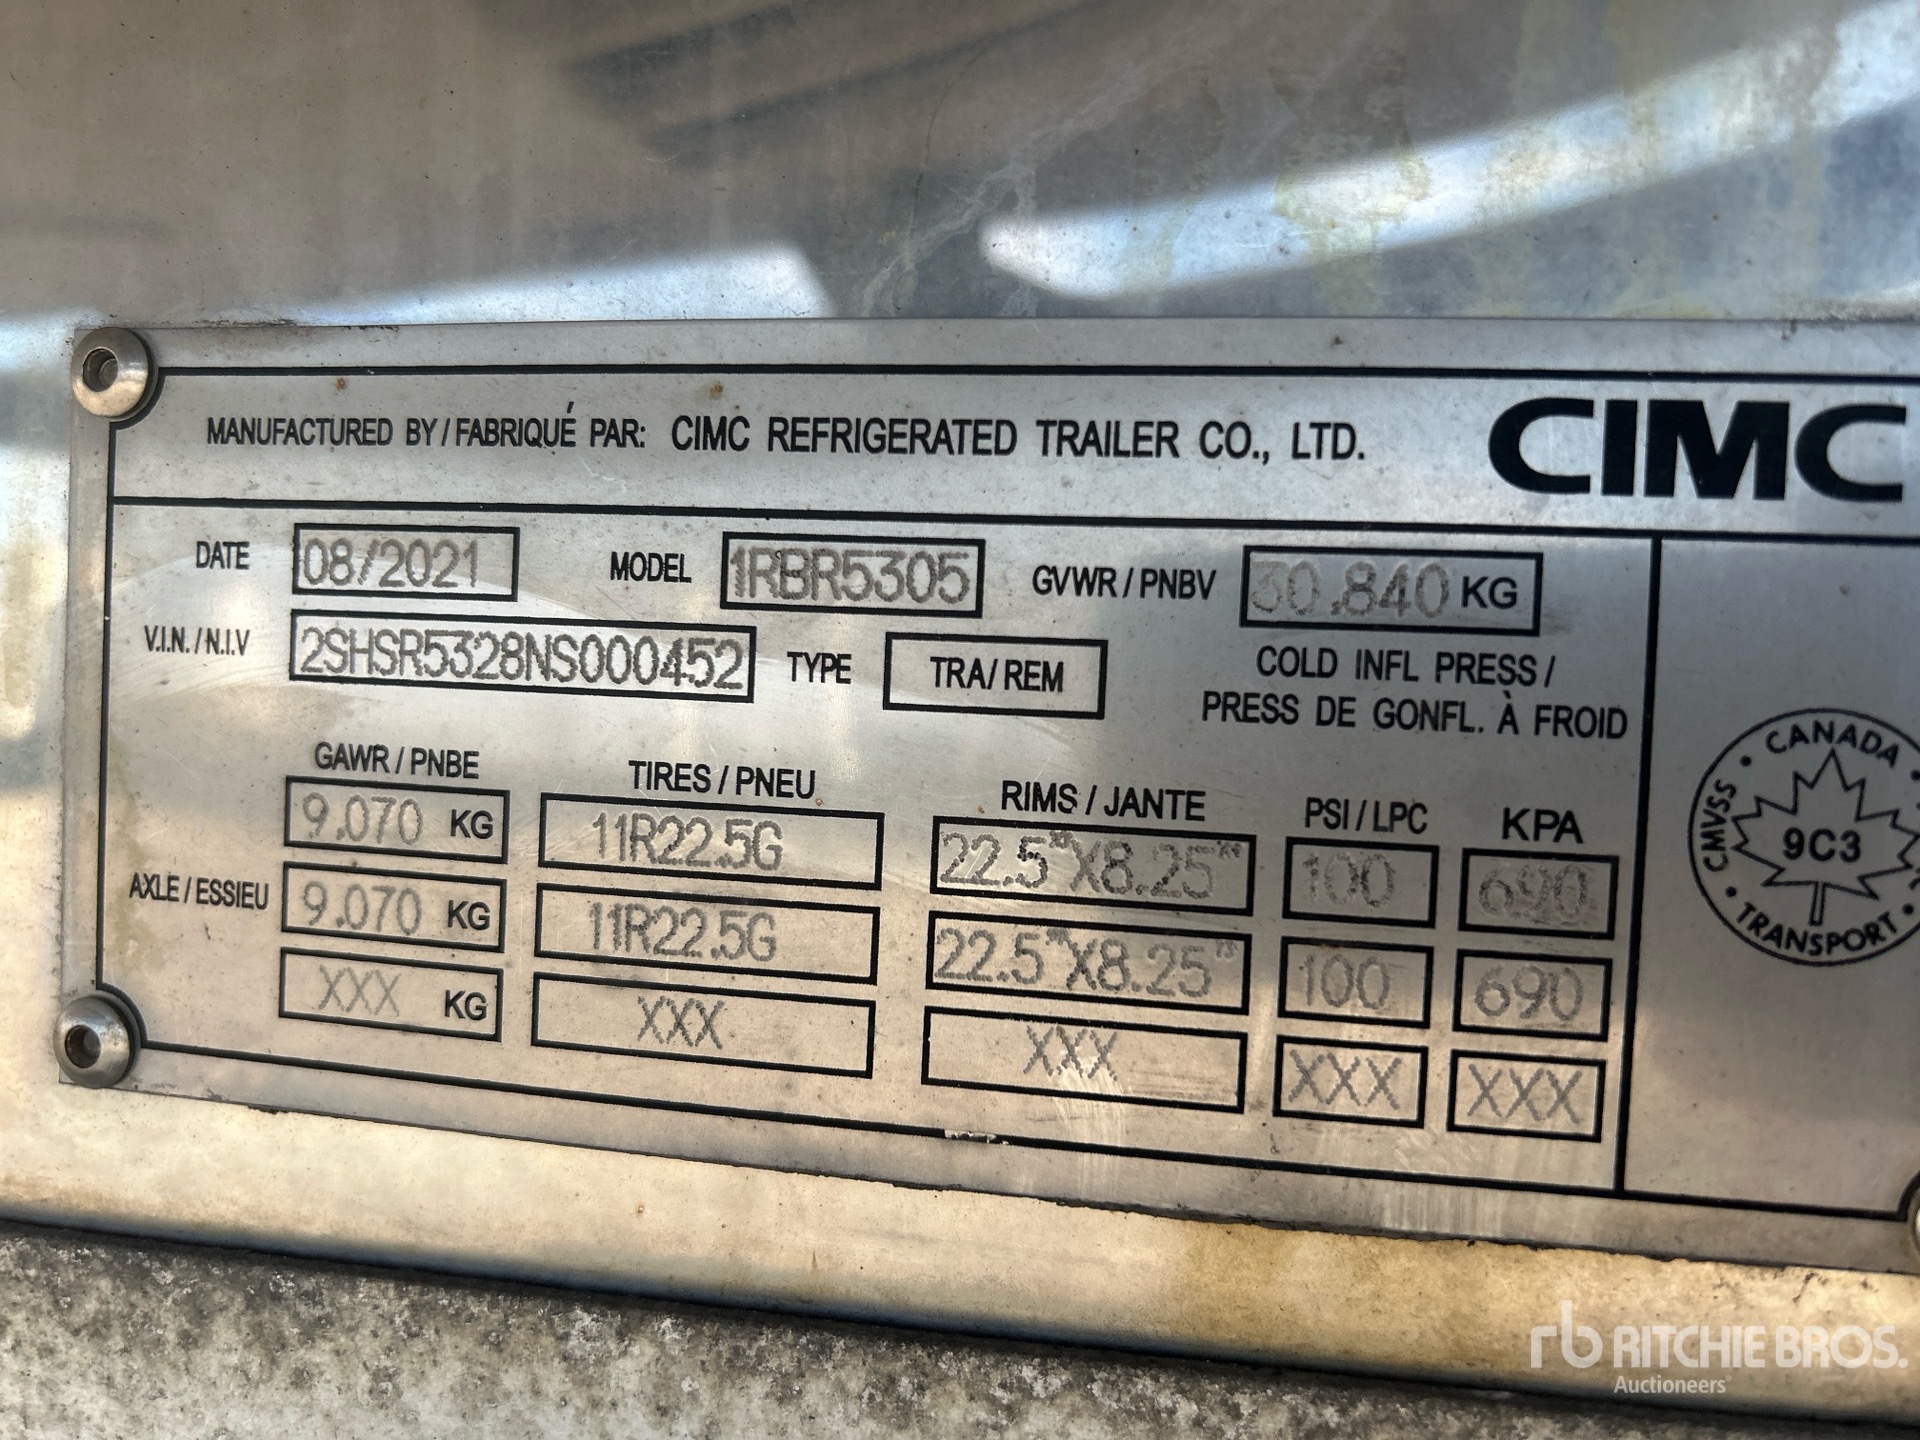 MANUFACTURED BY / FABRIQUÉ PAR: CIMC REFRIGERATED TRAILER CO., LTD. CIMC
DATE 08/2021 MODEL 1RBR5305 GVWR / PNBV 30.840 KG
V.I.N. / N.I.V 2SHSR5328NS000452 TYPE TRA/ REM COLD INFL PRESS /
PRESS DE GONFL. À FROID
GAWR / PNBE TIRES / PNEU RIMS / JANTE PSI / LPC KPA
9.070 KG 11R22.5G 22.5"X8.25" 100 690
AXLE / ESSIEU 9.070 KG 11R22.5G 22.5"X8.25" 100 690
XXX KG XXX XXX XXX XXX
CANADA
CMVSS
9C3
TRANSPORT
rb RITCHIE BROS.
Auctioneers